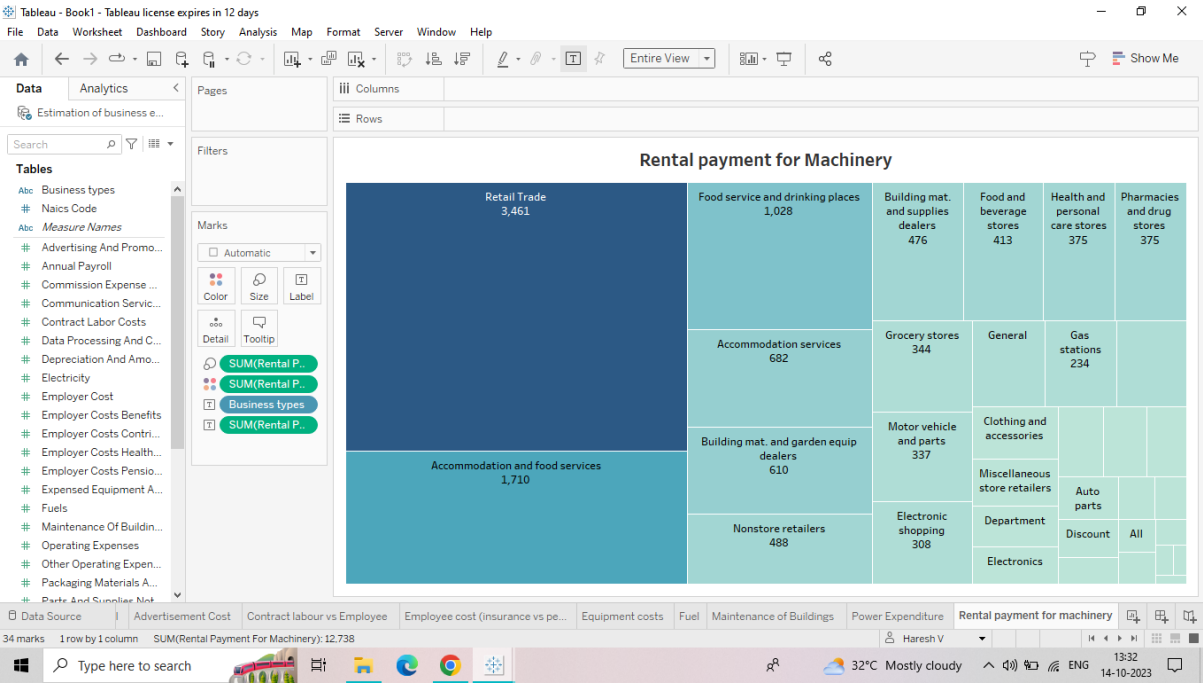 Tableau - Book1 - Tableau license expires in 12 days
File Data Worksheet Dashboard Story Analysis Map Format Server Window Help
Entire View
Show Me
Data Analytics
Estimation of business e...
Search
Tables
Abc Business types
# Naics Code
Abc Measure Names
# Advertising And Promo...
# Annual Payroll
# Commission Expense ...
# Communication Servic...
# Contract Labor Costs
# Data Processing And C...
# Depreciation And Amo...
# Electricity
# Employer Cost
# Employer Costs Benefits
# Employer Costs Contri...
# Employer Costs Health...
# Employer Costs Pensio...
# Expensed Equipment A...
# Fuels
# Maintenance Of Buildin...
# Operating Expenses
# Other Operating Expen...
# Packaging Materials A...
# Parts And Supplies Not
Pages
Filters
Marks
Automatic
Color Size Label
Detail Tooltip
SUM(Rental P..
SUM(Rental P..
Business types
SUM(Rental P..
Columns
Rows
Rental payment for Machinery
Retail Trade
3,461
Accommodation and food services
1,710
Food service and drinking places
1,028
Accommodation services
682
Building mat. and garden equip
dealers
610
Nonstore retailers
488
Building mat.
and supplies
dealers
476
Food and
beverage
stores
413
Health and
personal
care stores
375
Pharmacies
and drug
stores
375
Grocery stores
344
Motor vehicle
and parts
337
Electronic
shopping
308
General
Gas
stations
234
Clothing and
accessories
Miscellaneous
store retailers
Department
Electronics
Auto
parts
Discount
All
Data Source Advertisement Cost Contract labour vs Employee Employee cost (insurance vs pe... Equipment costs Fuel Maintenance of Buildings Power Expenditure Rental payment for machinery
34 marks 1 row by 1 column SUM(Rental Payment For Machinery): 12,738 Haresh V
Type here to search
32°C Mostly cloudy
ENG
13:32
14-10-2023